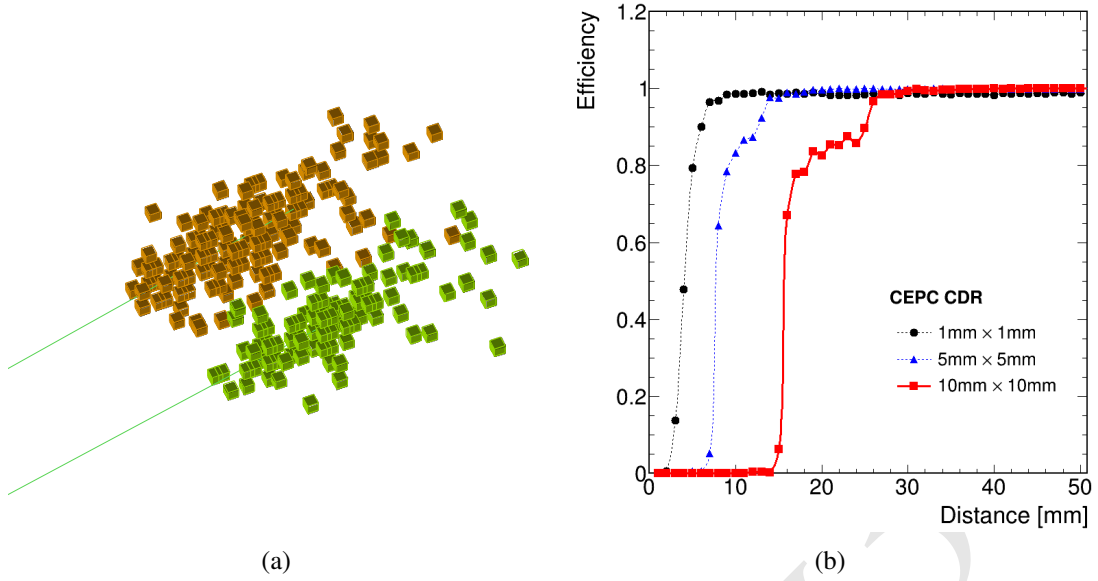 Efficiency
1.2
1
0.8
0.6
0.4
0.2
0
0 10 20 30 40 50
Distance [mm]
CEPC CDR
1mm × 1mm
5mm × 5mm
10mm × 10mm
(a) (b)